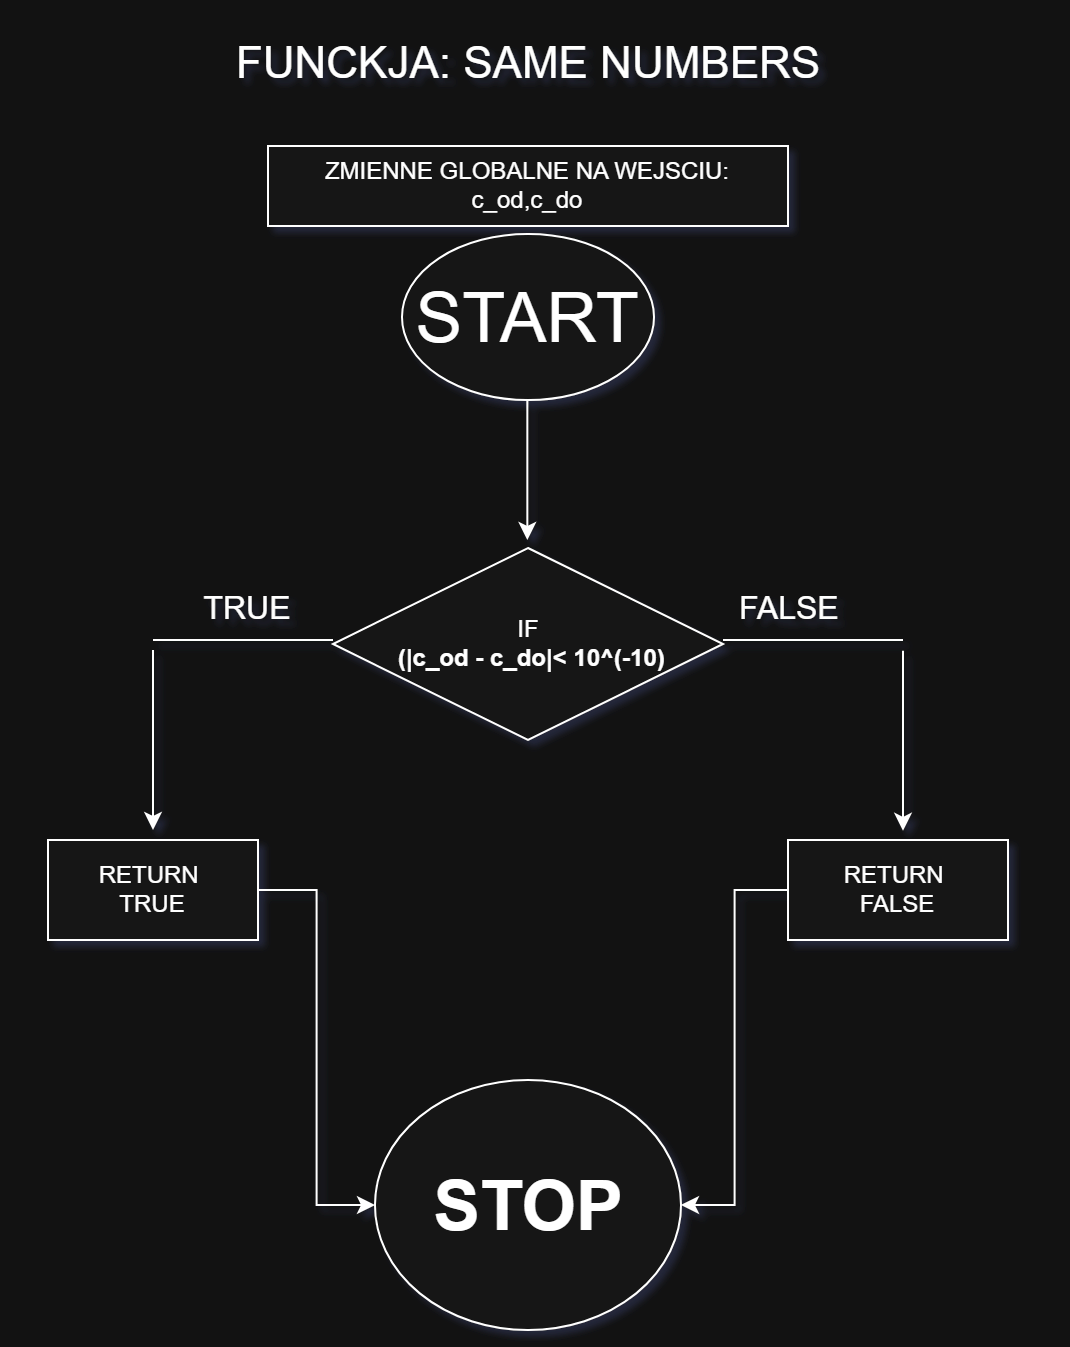 FUNCKJA: SAME NUMBERS
ZMIENNE GLOBALNE NA WEJSCIU:
c_od,c_do
START
TRUE
FALSE
IF
(|c_od - c_do|< 10^(-10)
RETURN
TRUE
RETURN
FALSE
STOP